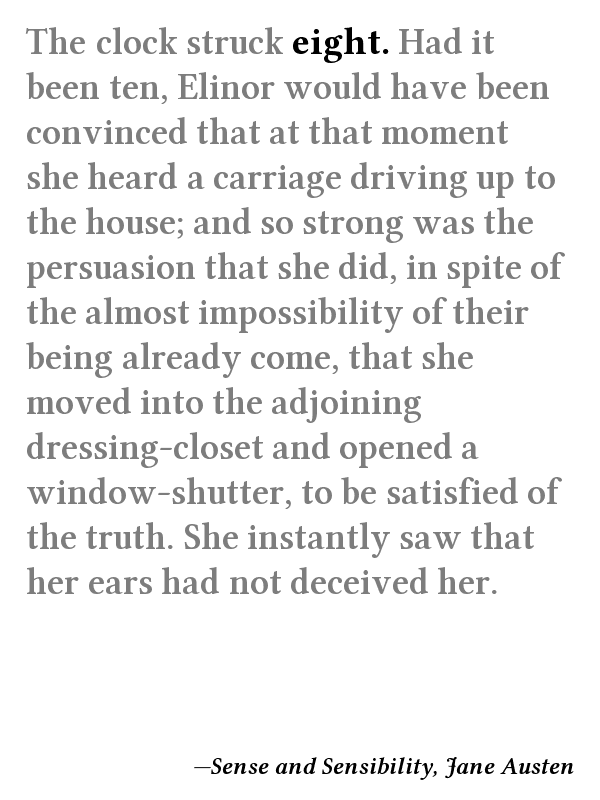 The clock struck eight. Had it
been ten, Elinor would have been
convinced that at that moment
she heard a carriage driving up to
the house; and so strong was the
persuasion that she did, in spite of
the almost impossibility of their
being already come, that she
moved into the adjoining
dressing-closet and opened a
window-shutter, to be satisfied of
the truth. She instantly saw that
her ears had not deceived her.
—Sense and Sensibility, Jane Austen